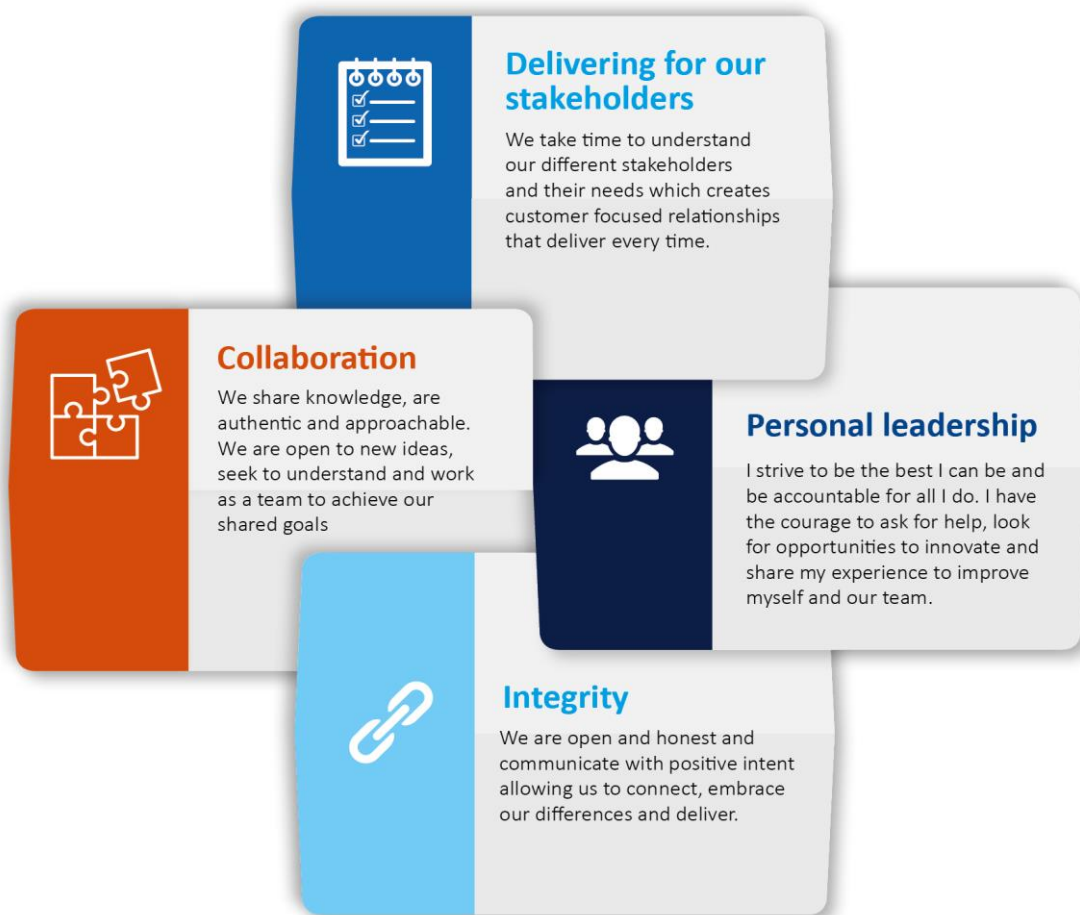 Delivering for our
stakeholders
We take time to understand
our different stakeholders
and their needs which creates
customer focused relationships
that deliver every time.
Collaboration
We share knowledge, are
authentic and approachable.
We are open to new ideas,
seek to understand and work
as a team to achieve our
shared goals
Personal leadership
I strive to be the best I can be and
be accountable for all I do. I have
the courage to ask for help, look
for opportunities to innovate and
share my experience to improve
myself and our team.
Integrity
We are open and honest and
communicate with positive intent
allowing us to connect, embrace
our differences and deliver.